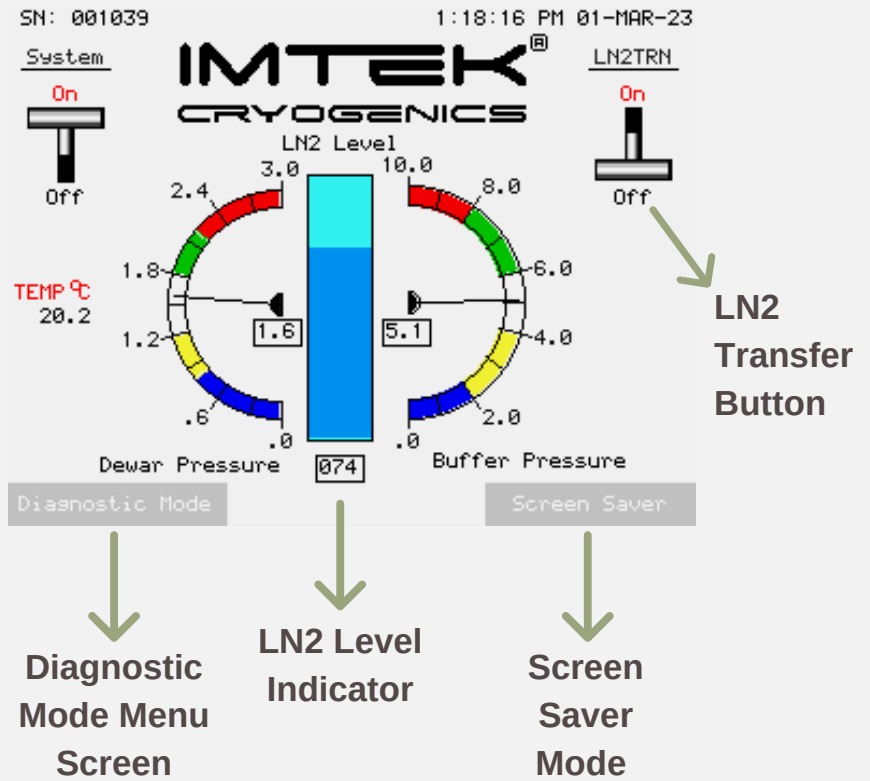 SN: 001039
1:18:16 PM 01-MAR-23
System
On
Off
IMTEK®
CRYOGENICS
LN2TRN
On
Off
LN2 Level
3.0
2.4
1.8
1.2
.6
.0
10.0
8.0
6.0
4.0
2.0
.0
TEMP °C
20.2
1.6
5.1
Dewar Pressure
074
Buffer Pressure
Diagnostic Mode
Screen Saver
LN2
Transfer
Button
Diagnostic
Mode Menu
Screen
LN2 Level
Indicator
Screen
Saver
Mode